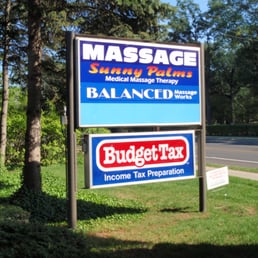 MASSAGE
Sunny Palms
Medical Massage Therapy
BALANCED Massage Works
Budget Tax
Income Tax Preparation